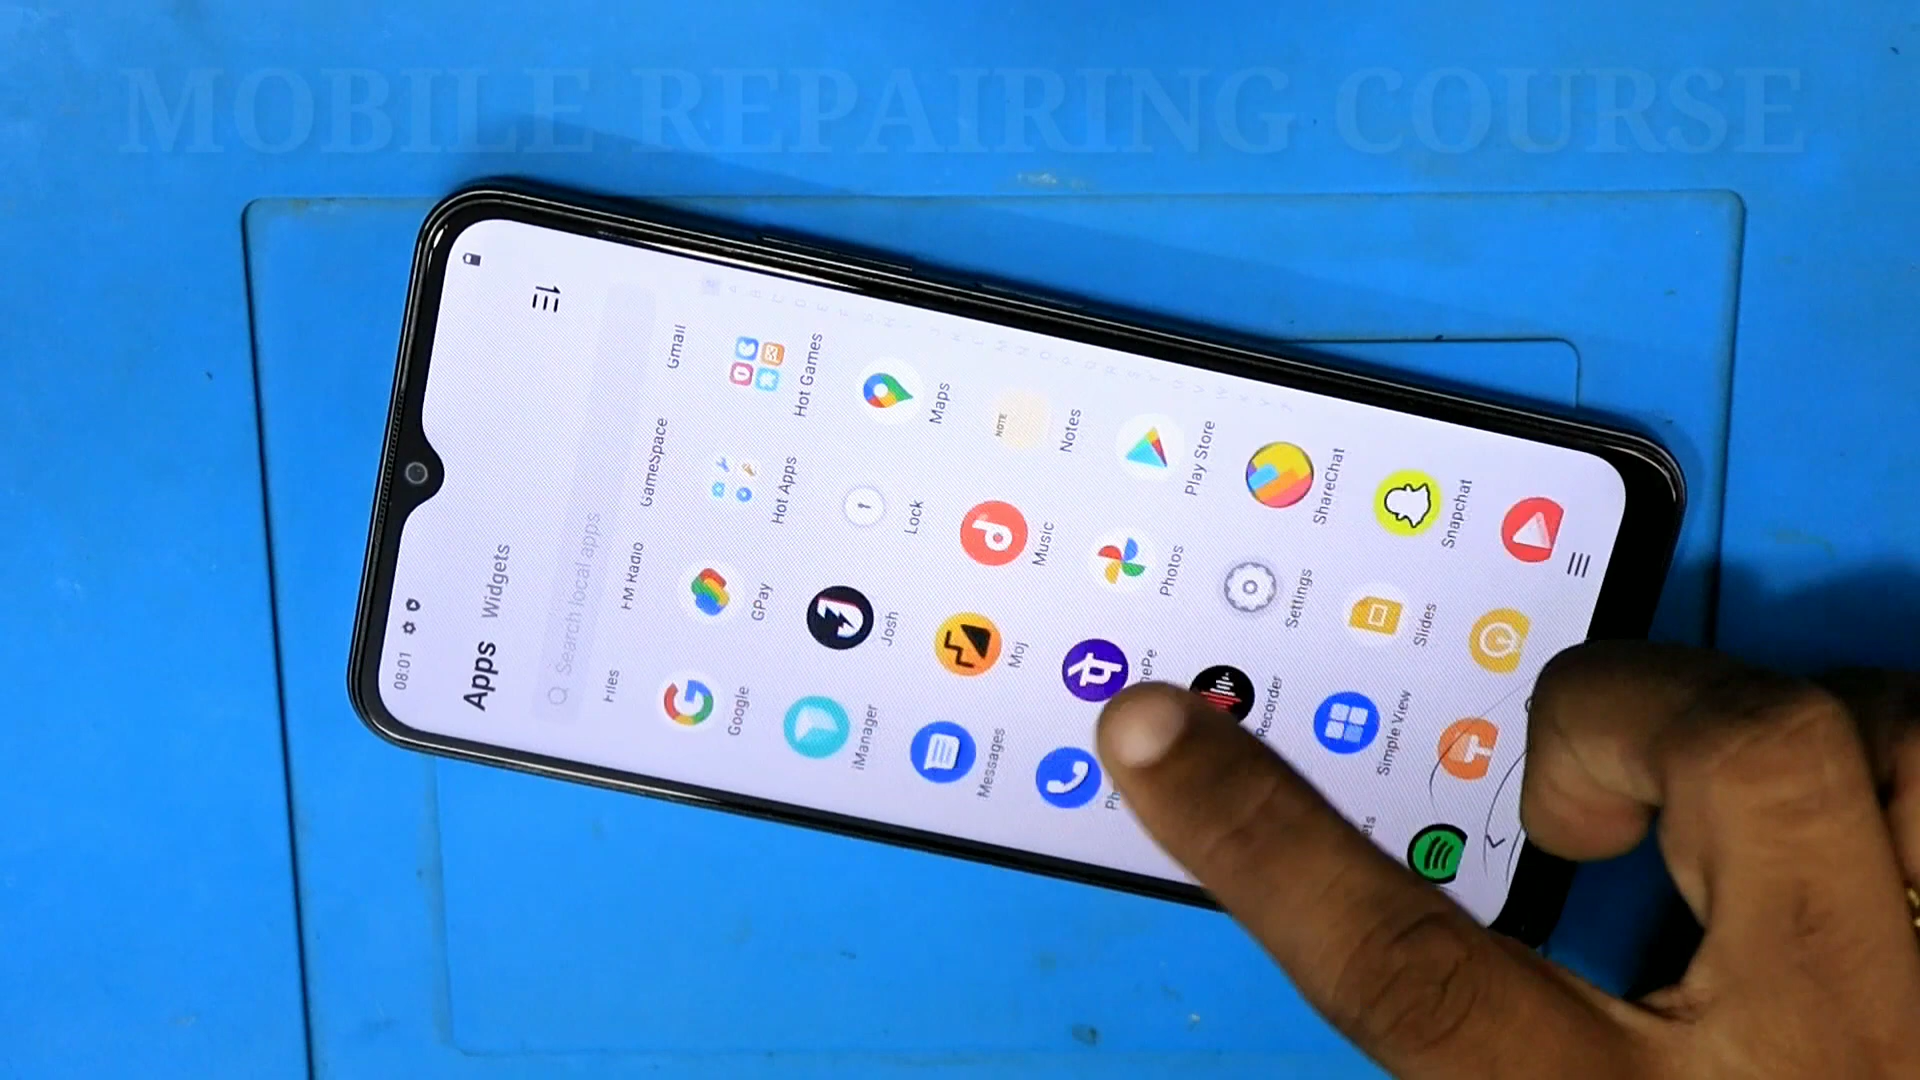 MOBILE REPAIRING COURSE
08:01
Apps Widgets
Search local apps
Files FM Radio GameSpace Gmail
Google GPay Hot Apps Hot Games
iManager Josh Lock Maps
Messages Moj Music Notes
NOTE
Photos Play Store
Recorder Settings ShareChat
Simple View Slides Snapchat